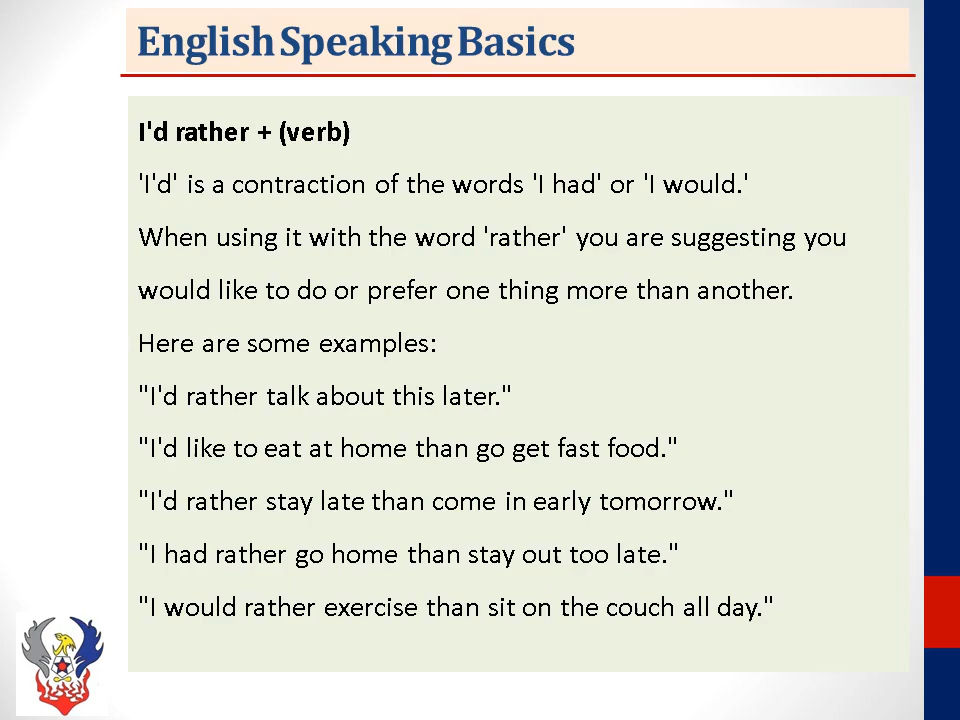 English Speaking Basics
I'd rather + (verb)
'I'd' is a contraction of the words 'I had' or 'I would.'
When using it with the word 'rather' you are suggesting you
would like to do or prefer one thing more than another.
Here are some examples:
"I'd rather talk about this later."
"I'd like to eat at home than go get fast food."
"I'd rather stay late than come in early tomorrow."
"I had rather go home than stay out too late."
"I would rather exercise than sit on the couch all day."